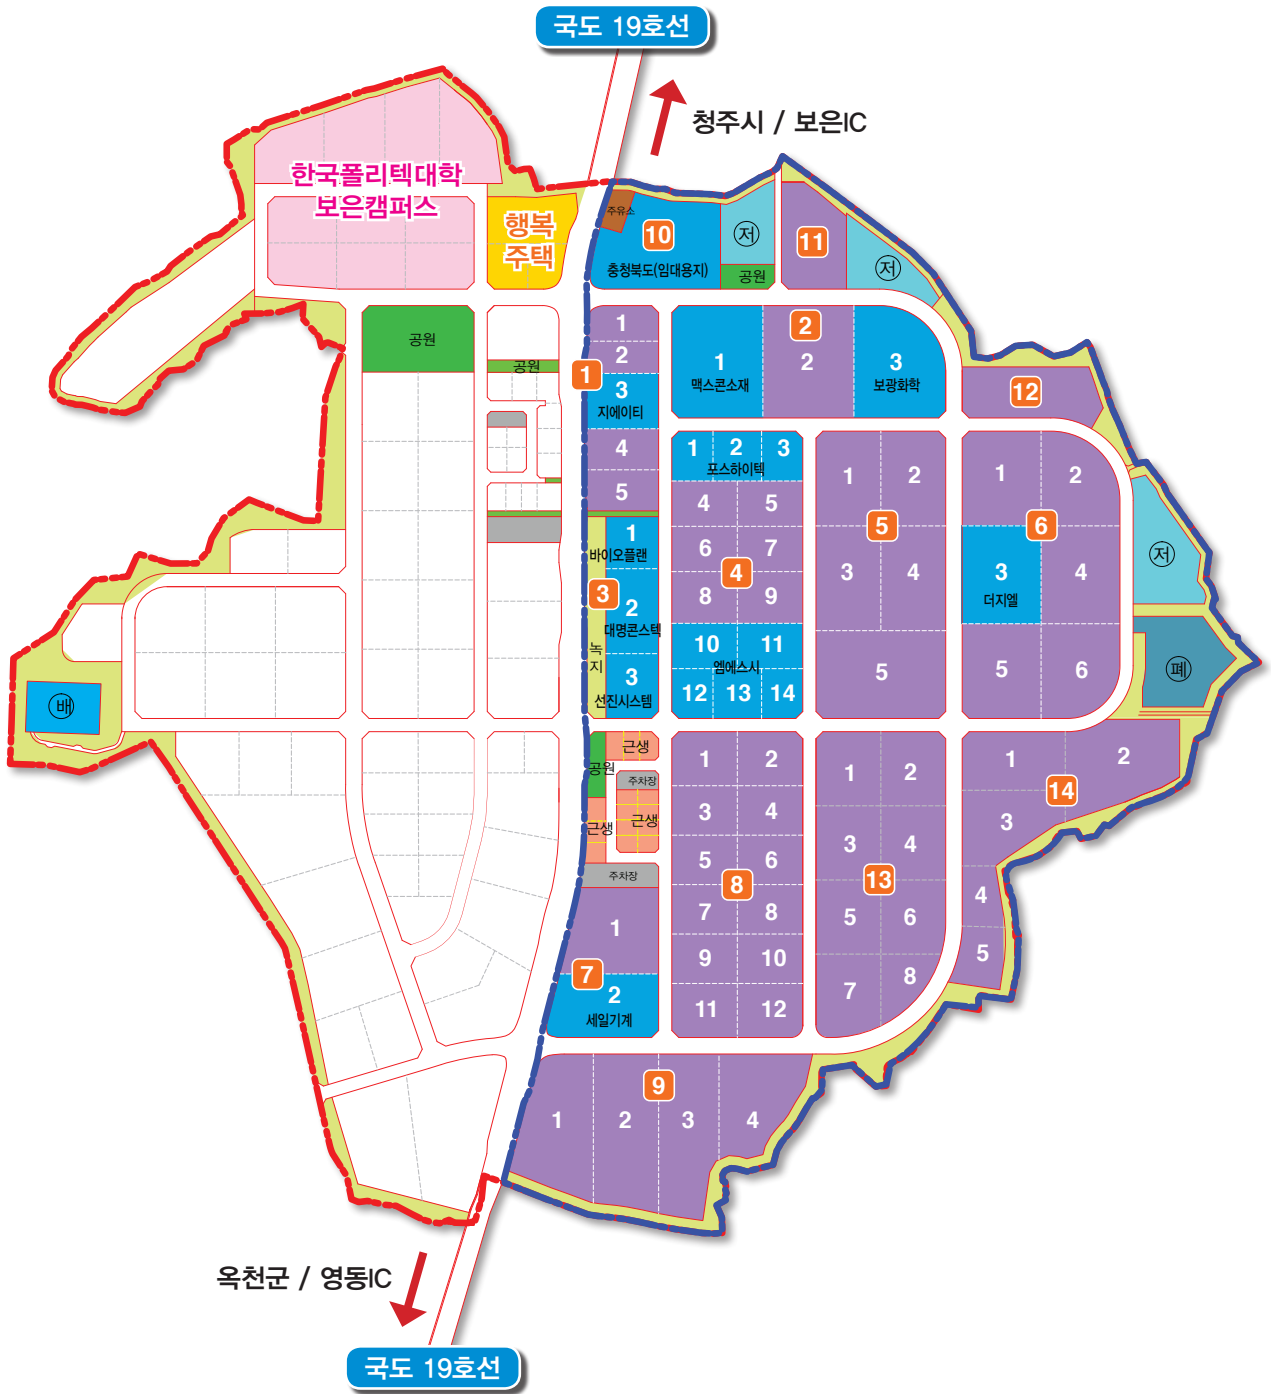 국도 19호선
청주시 / 보은IC
한국폴리텍대학
보은캠퍼스
행복
주택
주유소
10
충청북도(임대용지)
저
공원
11
저
공원
공원
1
1
2
3
지에이티
4
5
2
1
맥스콘소재
2
3
보광화학
12
1
2
3
포스하이텍
4
5
6
7
4
8
9
10
11
엠에스시
12
13
14
1
2
5
3
4
5
1
2
6
3
더지엘
4
5
6
저
폐
배
1
바이오플랜
3
2
대명콘스텍
녹
지
3
선진시스템
공원
근생
주차장
근생
근생
주차장
1
7
2
세일기계
1
2
3
4
5
6
8
7
8
9
10
11
12
1
2
3
4
13
5
6
7
8
1
2
14
3
4
5
9
1
2
3
4
옥천군 / 영동IC
국도 19호선